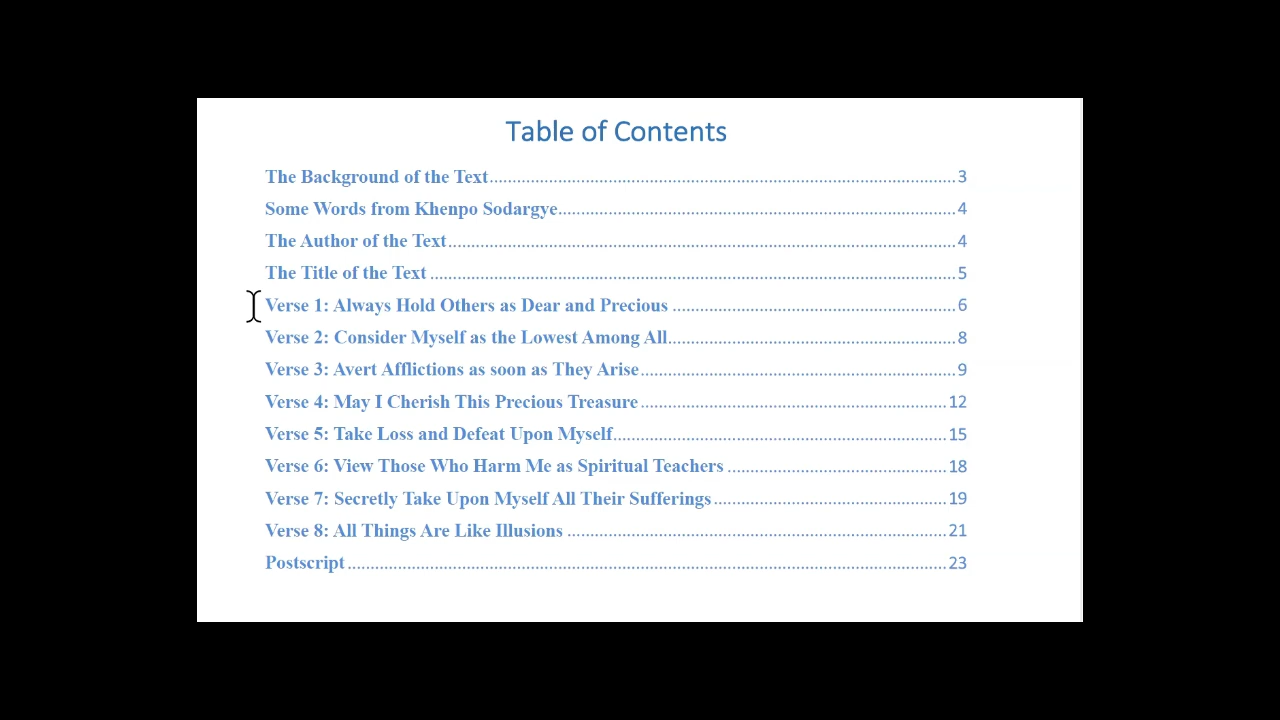 Table of Contents
The Background of the Text........................................................................................................3
Some Words from Khenpo Sodargye.........................................................................................4
The Author of the Text.................................................................................................................4
The Title of the Text .....................................................................................................................5
Verse 1: Always Hold Others as Dear and Precious ................................................................6
Verse 2: Consider Myself as the Lowest Among All.................................................................8
Verse 3: Avert Afflictions as soon as They Arise.......................................................................9
Verse 4: May I Cherish This Precious Treasure .....................................................................12
Verse 5: Take Loss and Defeat Upon Myself...........................................................................15
Verse 6: View Those Who Harm Me as Spiritual Teachers ..................................................18
Verse 7: Secretly Take Upon Myself All Their Sufferings.....................................................19
Verse 8: All Things Are Like Illusions .....................................................................................21
Postscript.....................................................................................................................................23